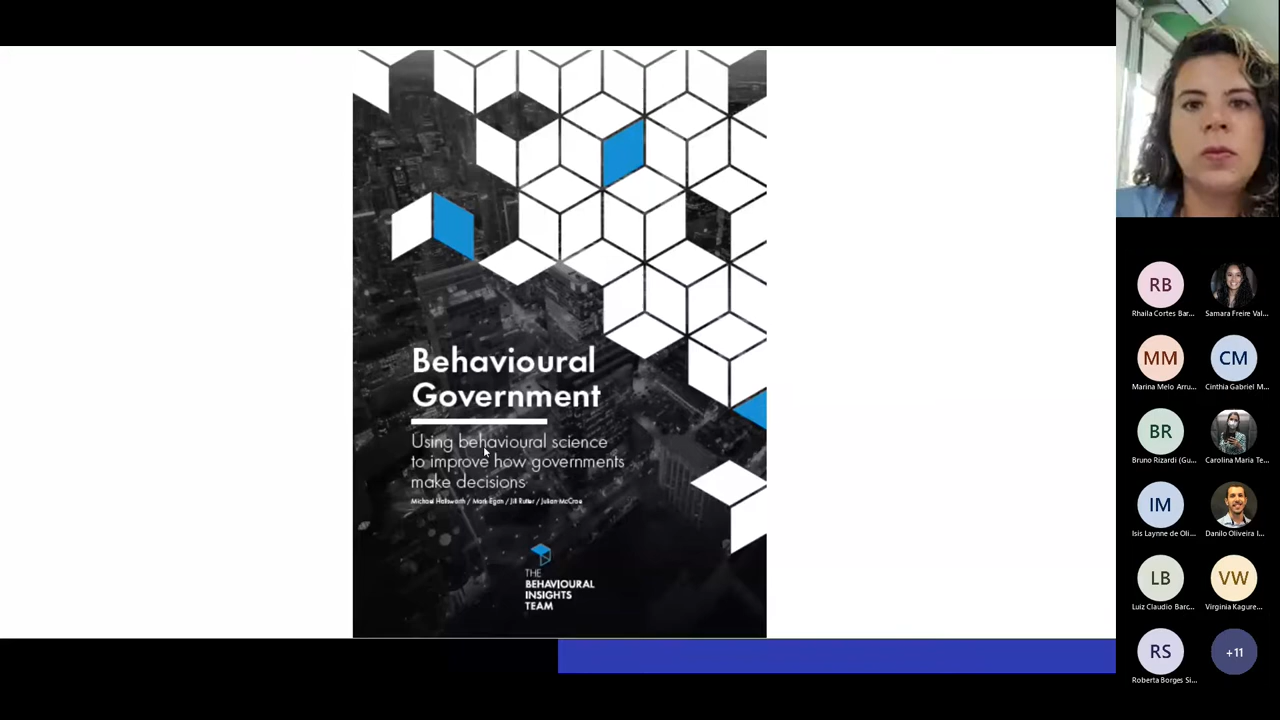 Behavioural
Government
Using behavioural science
to improve how governments
make decisions
Michael Hallsworth / Mark Egan / Jill Rutter / Julian McCrae
THE
BEHAVIOURAL
INSIGHTS
TEAM
RB
Rhaila Cortes Bar...
Samara Freire Val...
MM
CM
Marina Melo Arru...
Cinthia Gabriel M...
BR
Bruno Rizardi (Gu...
Carolina Maria Te...
IM
Isis Laynne de Oli...
Danilo Oliveira I...
LB
VW
Luiz Claudio Barc...
Virginia Kagure...
RS
+11
Roberta Borges Si...